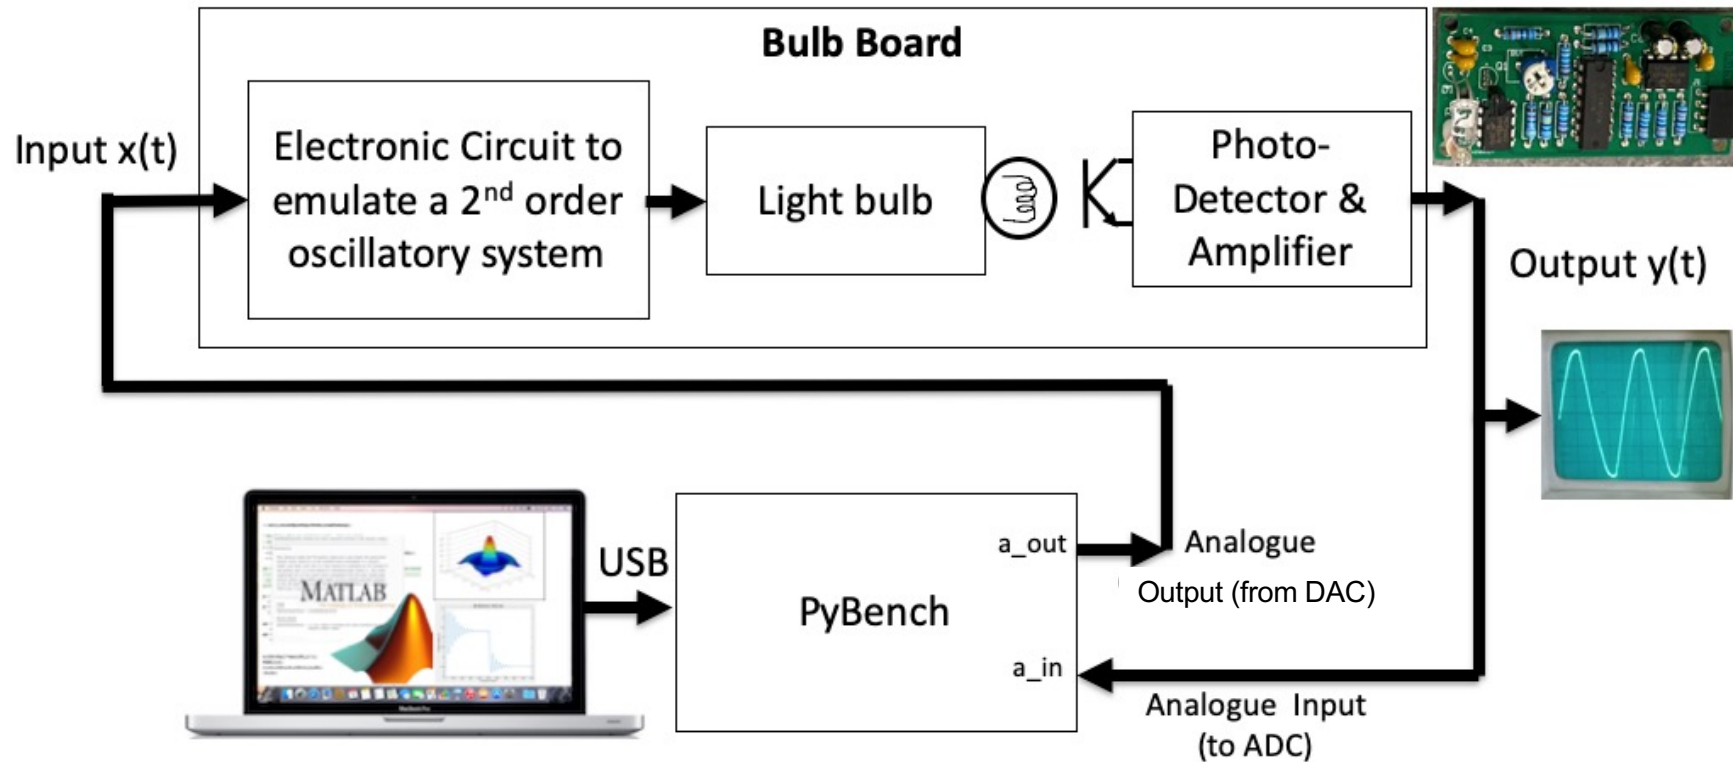 Bulb Board
Input x(t)
Electronic Circuit to
emulate a 2nd order
oscillatory system
Light bulb
Photo-
Detector &
Amplifier
Output y(t)
USB
PyBench
a_out
a_in
Analogue
Output (from DAC)
Analogue Input
(to ADC)
MATLAB